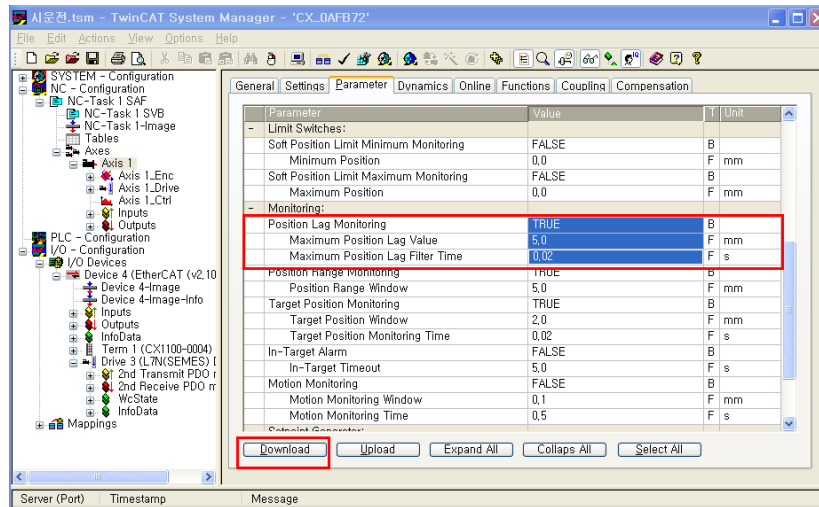 시운전.tsm - TwinCAT System Manager - 'CX_0AFB72'
File Edit Actions View Options Help
SYSTEM - Configuration
NC - Configuration
NC-Task 1 SAF
NC-Task 1 SVB
NC-Task 1-Image
Tables
Axes
Axis 1
Axis 1_Enc
Axis 1_Drive
Axis 1_Ctrl
Inputs
Outputs
PLC - Configuration
I/O - Configuration
I/O Devices
Device 4 (EtherCAT (v2,10
Device 4-Image
Device 4-Image-Info
Inputs
Outputs
InfoData
Term 1 (CX1100-0004)
Drive 3 (L7N(SEMES) [
2nd Transmit PDO r
2nd Receive PDO m
WcState
InfoData
Mappings
General Settings Parameter Dynamics Online Functions Coupling Compensation
Parameter Value T Unit
- Limit Switches:
Soft Position Limit Minimum Monitoring FALSE B
Minimum Position 0,0 F mm
Soft Position Limit Maximum Monitoring FALSE B
Maximum Position 0,0 F mm
- Monitoring:
Position Lag Monitoring TRUE B
Maximum Position Lag Value 5,0 F mm
Maximum Position Lag Filter Time 0,02 F s
Position Range Monitoring TRUE B
Position Range Window 5,0 F mm
Target Position Monitoring TRUE B
Target Position Window 2,0 F mm
Target Position Monitoring Time 0,02 F s
In-Target Alarm FALSE B
In-Target Timeout 5,0 F s
Motion Monitoring FALSE B
Motion Monitoring Window 0,1 F mm
Motion Monitoring Time 0,5 F s
Setpoint Generator:
Download Upload Expand All Collaps All Select All
Server (Port) Timestamp Message